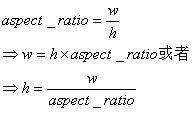 aspect_ratio = w/h
⇒ w = h × aspect_ratio或者
⇒ h = w/aspect_ratio